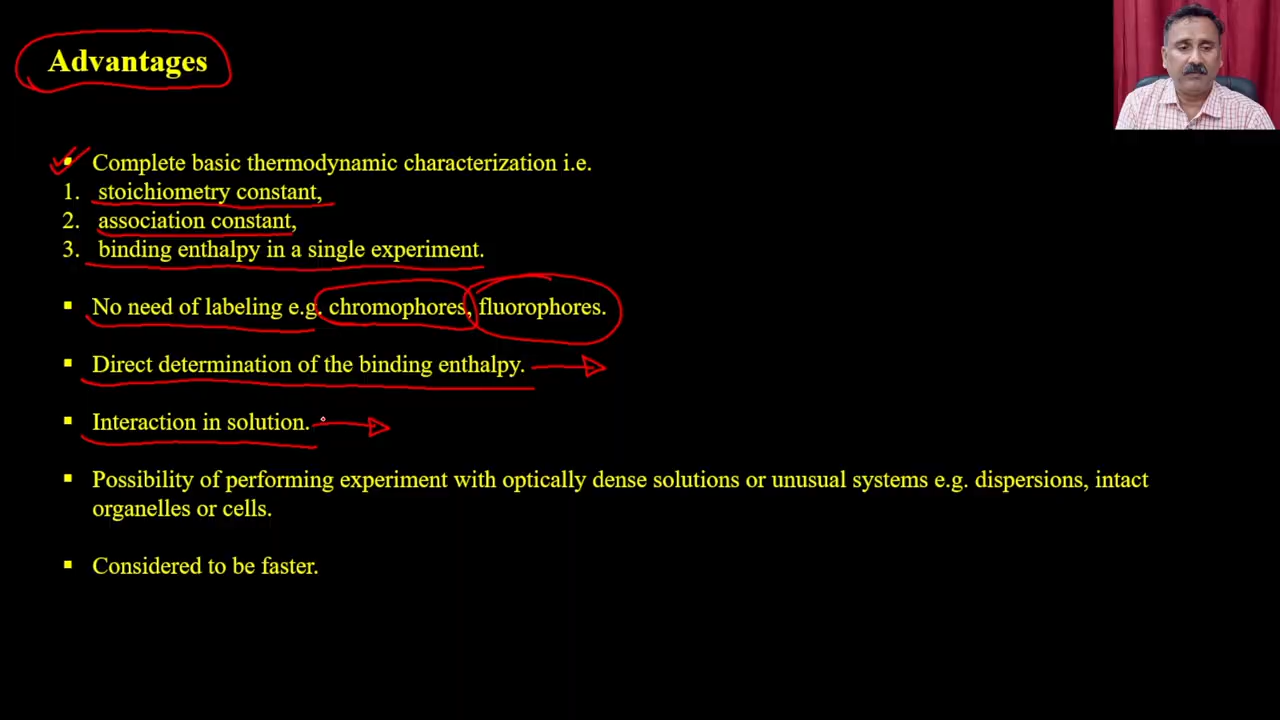 Advantages
▪ Complete basic thermodynamic characterization i.e.
1. stoichiometry constant,
2. association constant,
3. binding enthalpy in a single experiment.
▪ No need of labeling e.g. chromophores, fluorophores.
▪ Direct determination of the binding enthalpy.
▪ Interaction in solution.
▪ Possibility of performing experiment with optically dense solutions or unusual systems e.g. dispersions, intact
organelles or cells.
▪ Considered to be faster.